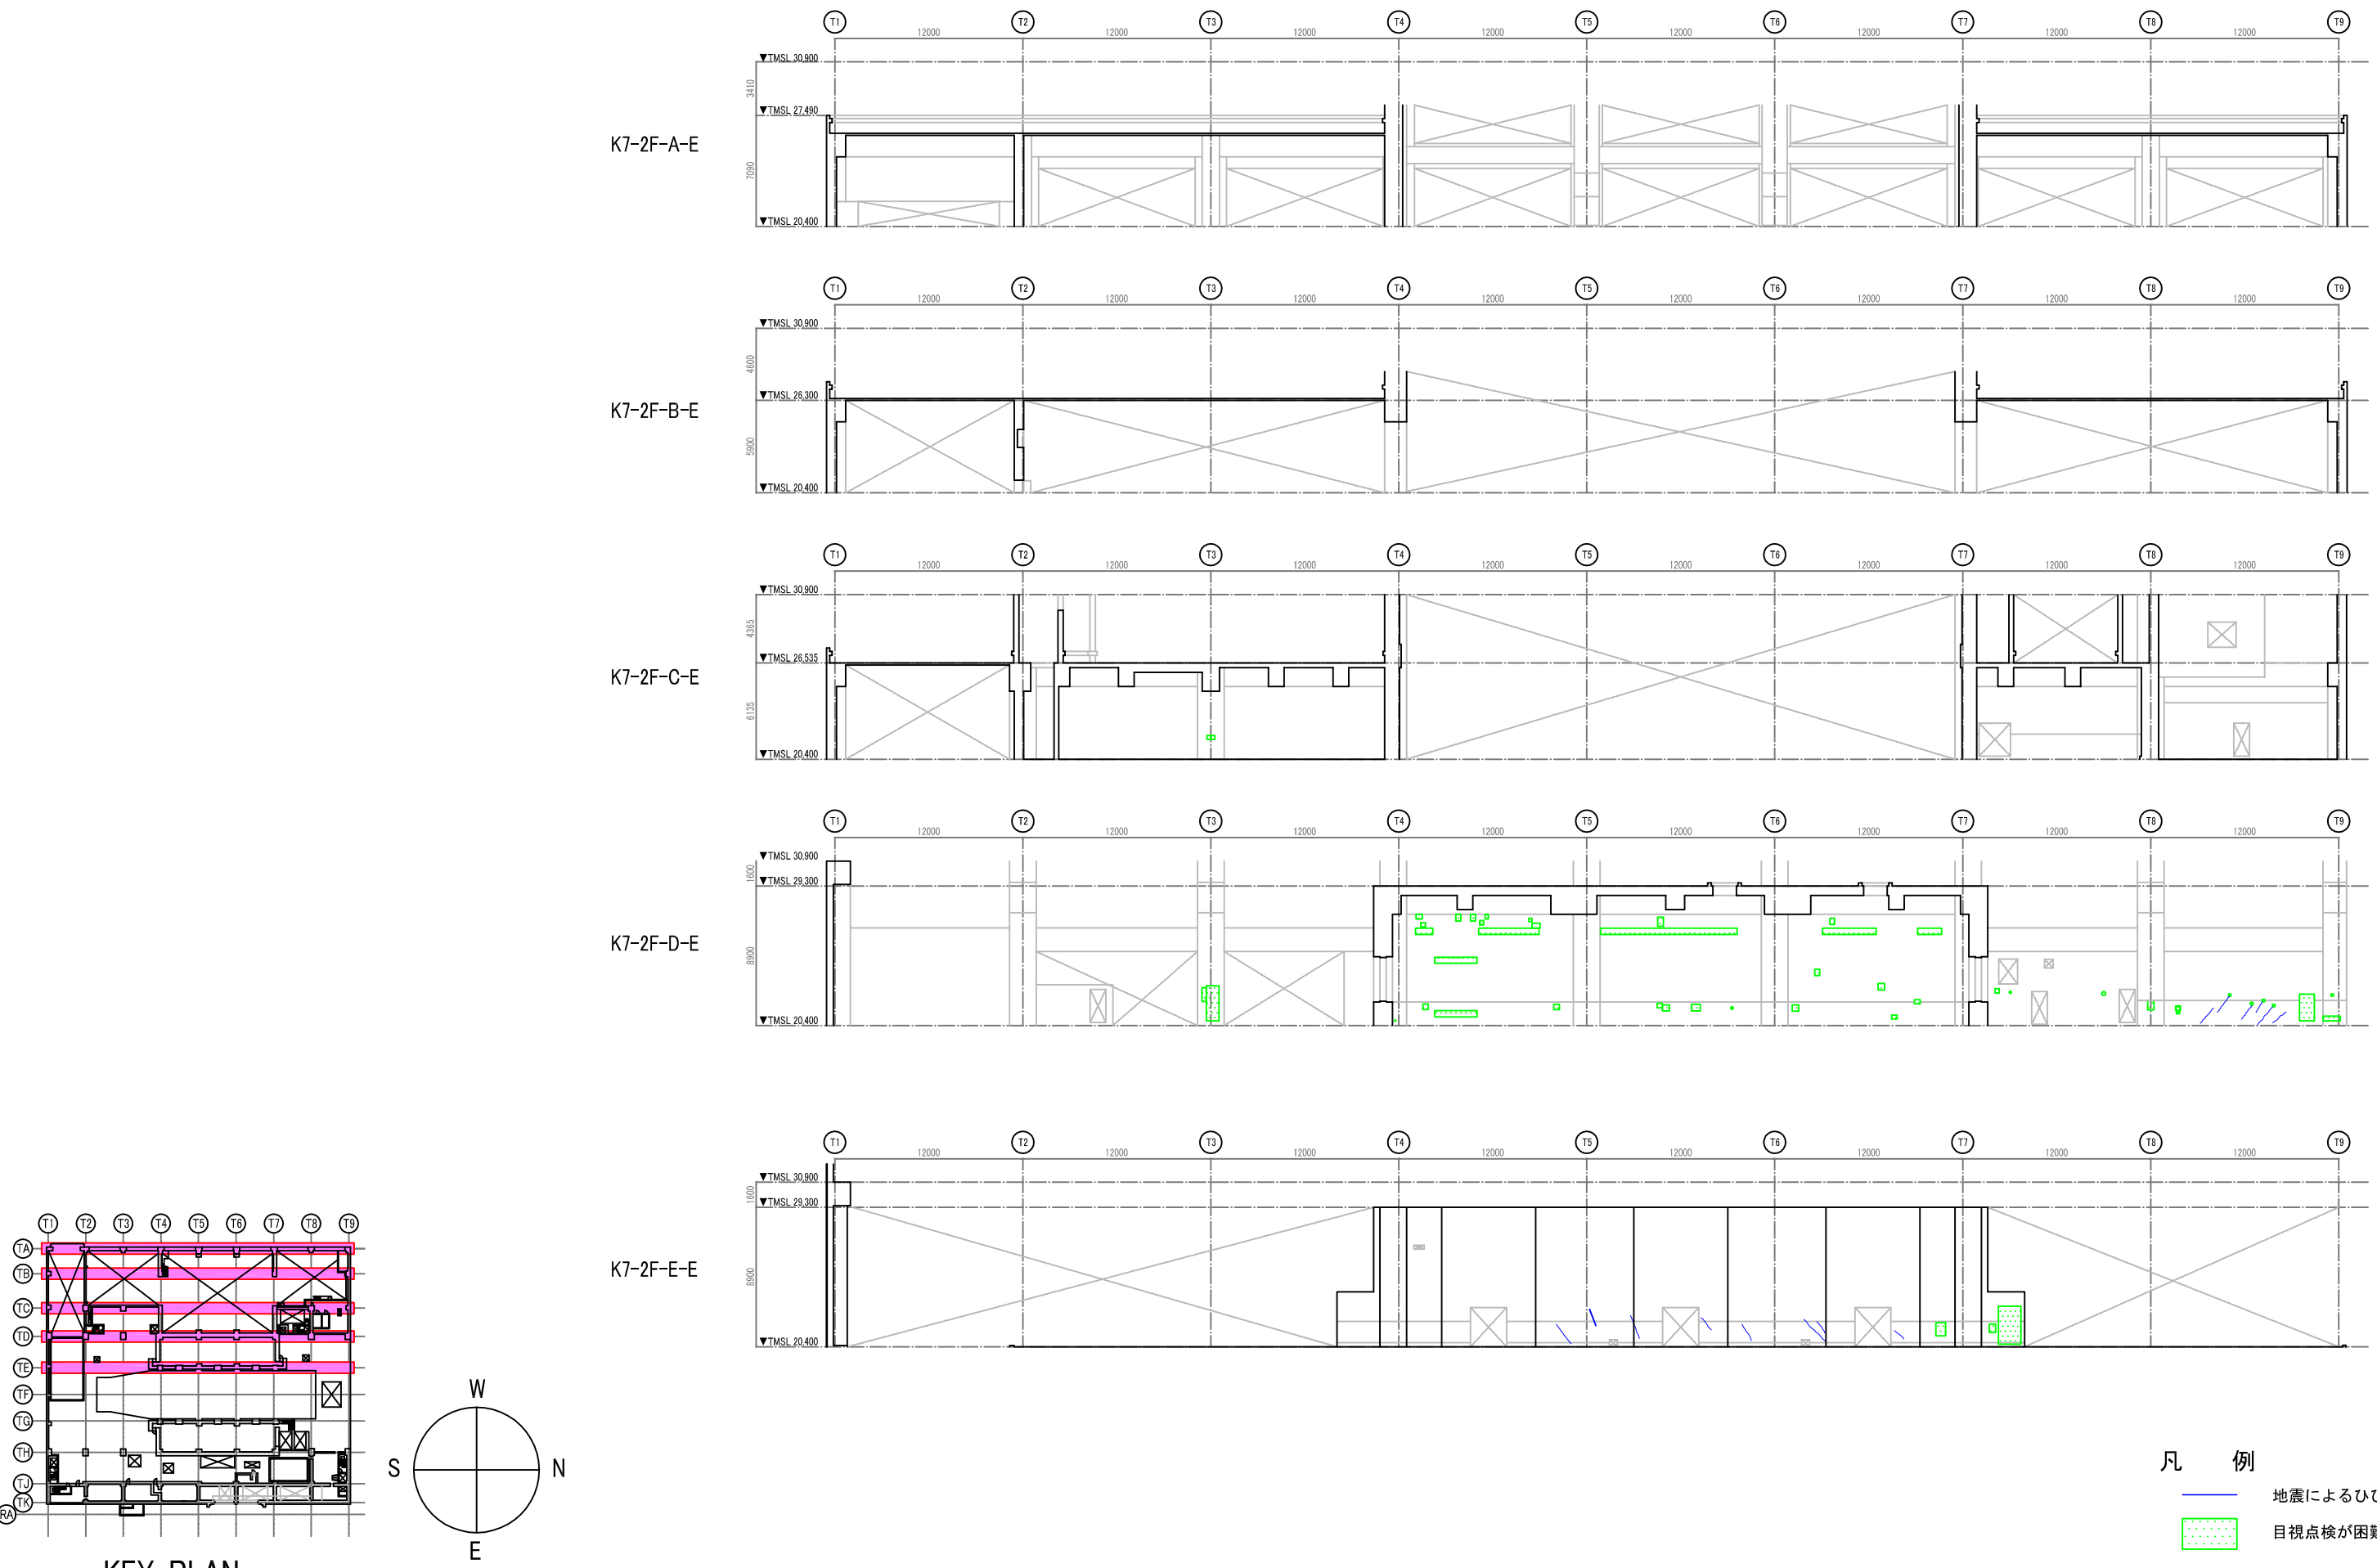 T1 T2 T3 T4 T5 T6 T7 T8 T9
12000 12000 12000 12000 12000 12000 12000 12000
▼TMSL 30,900
3410
▼TMSL 27,490
K7-2F-A-E
7090
▼TMSL 20,400
T1 T2 T3 T4 T5 T6 T7 T8 T9
12000 12000 12000 12000 12000 12000 12000 12000
▼TMSL 30,900
4600
▼TMSL 26,300
K7-2F-B-E
5900
▼TMSL 20,400
T1 T2 T3 T4 T5 T6 T7 T8 T9
12000 12000 12000 12000 12000 12000 12000 12000
▼TMSL 30,900
4365
▼TMSL 26,535
K7-2F-C-E
6135
▼TMSL 20,400
T1 T2 T3 T4 T5 T6 T7 T8 T9
12000 12000 12000 12000 12000 12000 12000 12000
▼TMSL 30,900
1600
▼TMSL 29,300
K7-2F-D-E
8900
▼TMSL 20,400
T1 T2 T3 T4 T5 T6 T7 T8 T9
12000 12000 12000 12000 12000 12000 12000 12000
▼TMSL 30,900
1600
▼TMSL 29,300
K7-2F-E-E
8900
▼TMSL 20,400
T1 T2 T3 T4 T5 T6 T7 T8 T9
TA
TB
TC
TD
TE
TF
TG
TH
TJ
TK
RA
KEY PLAN
W
S N
E
凡 例
地震によるひ
目視点検が困